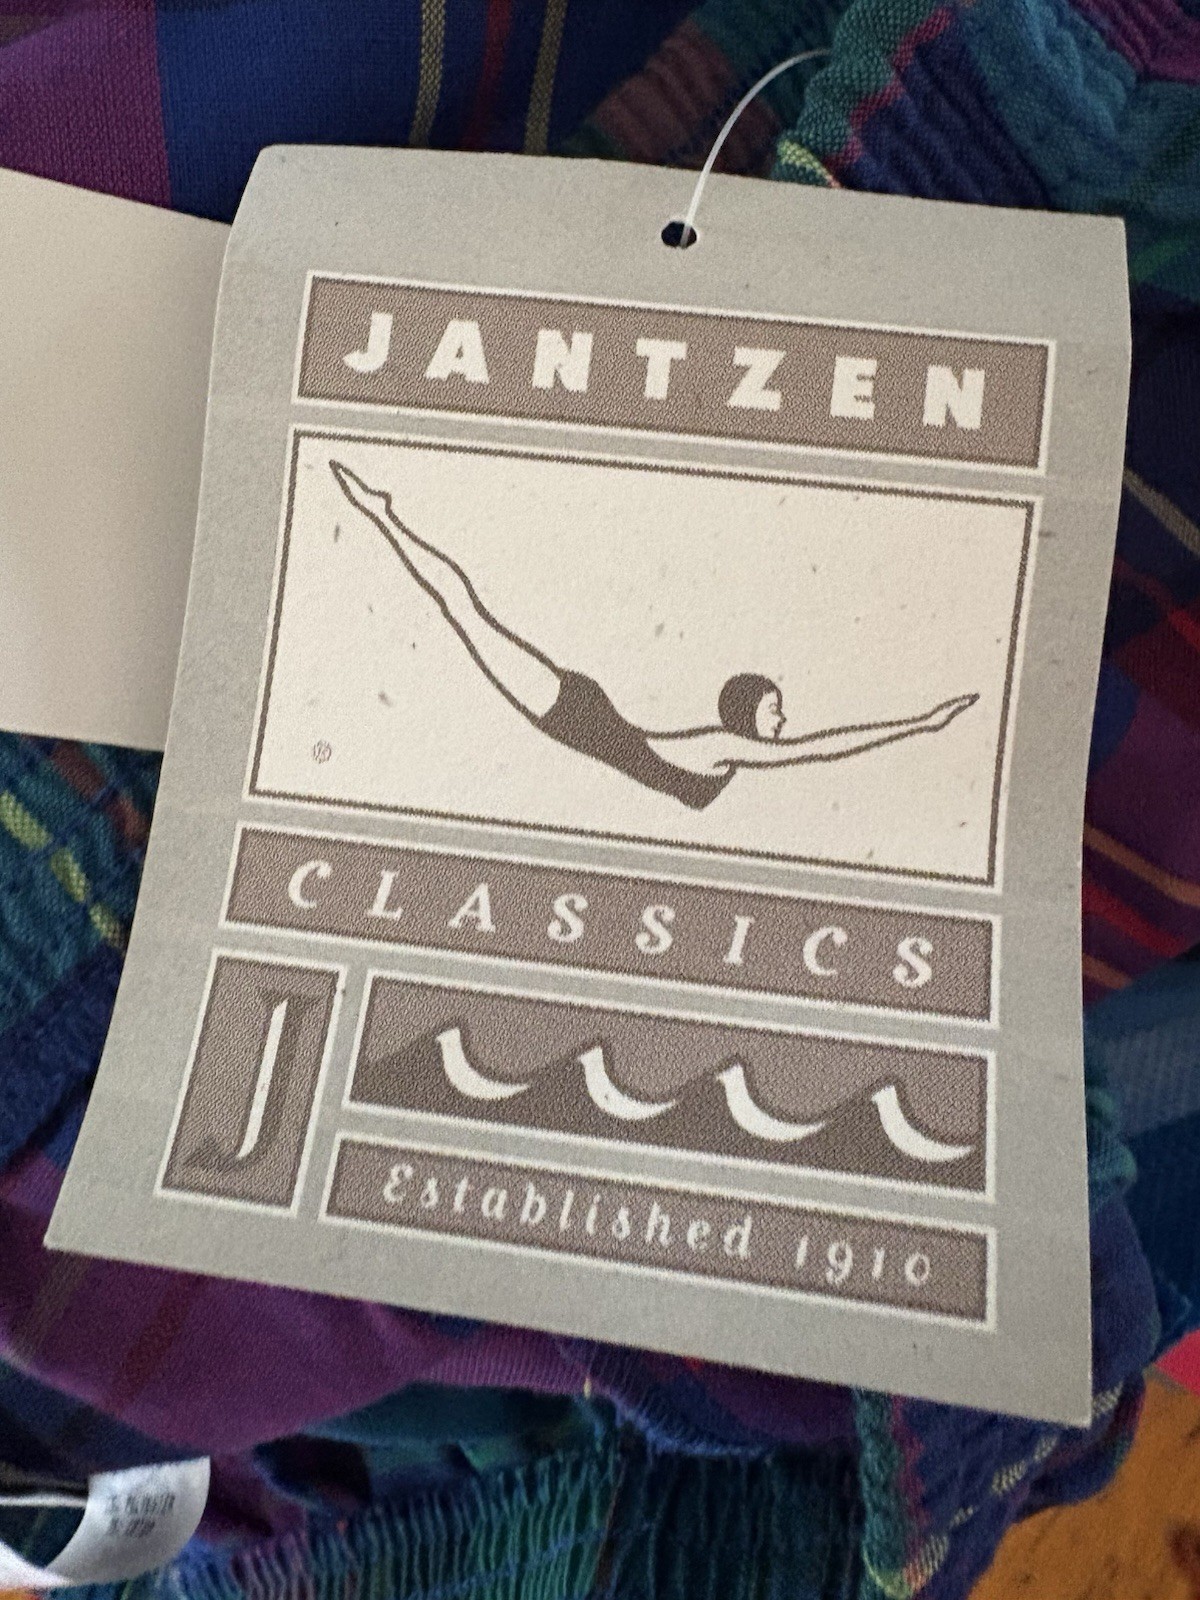 JANTZEN
®
CLASSICS
J
Established 1910